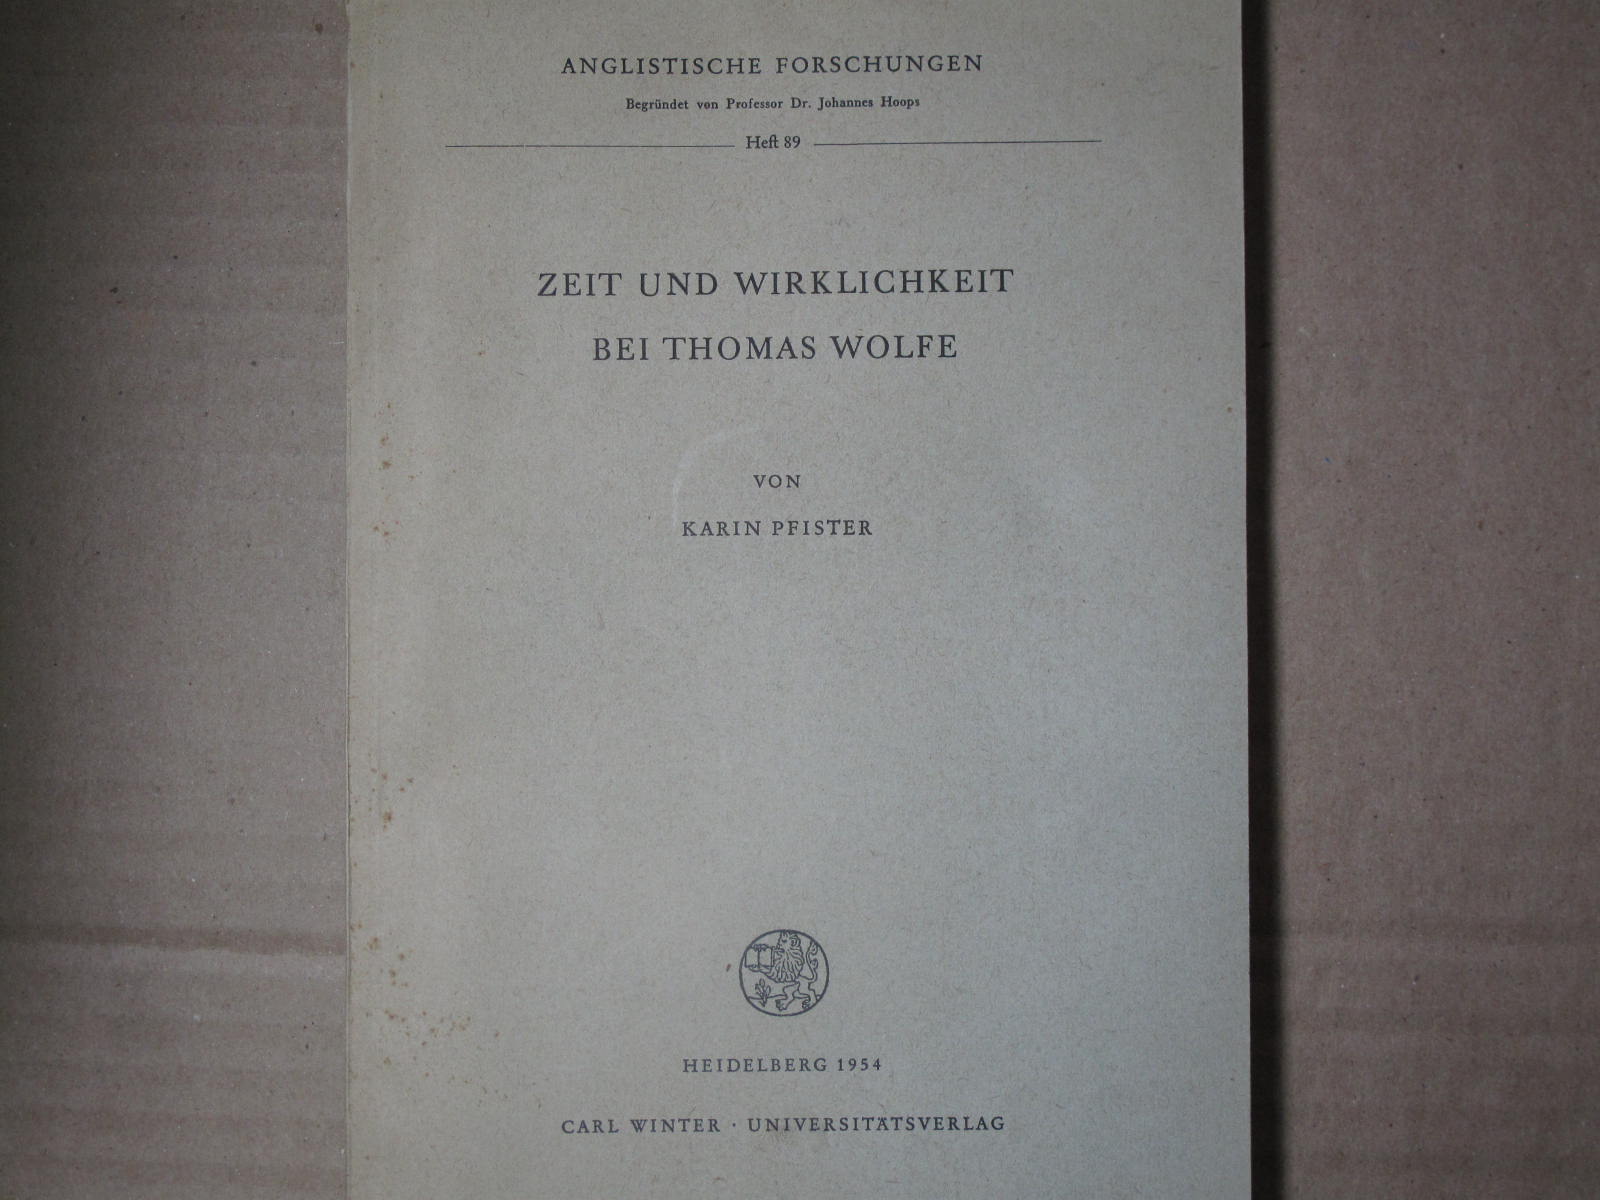 ANGLISTISCHE FORSCHUNGEN
Begründet von Professor Dr. Johannes Hoops
Heft 89
ZEIT UND WIRKLICHKEIT
BEI THOMAS WOLFE
VON
KARIN PFISTER
HEIDELBERG 1954
CARL WINTER · UNIVERSITÄTSVERLAG